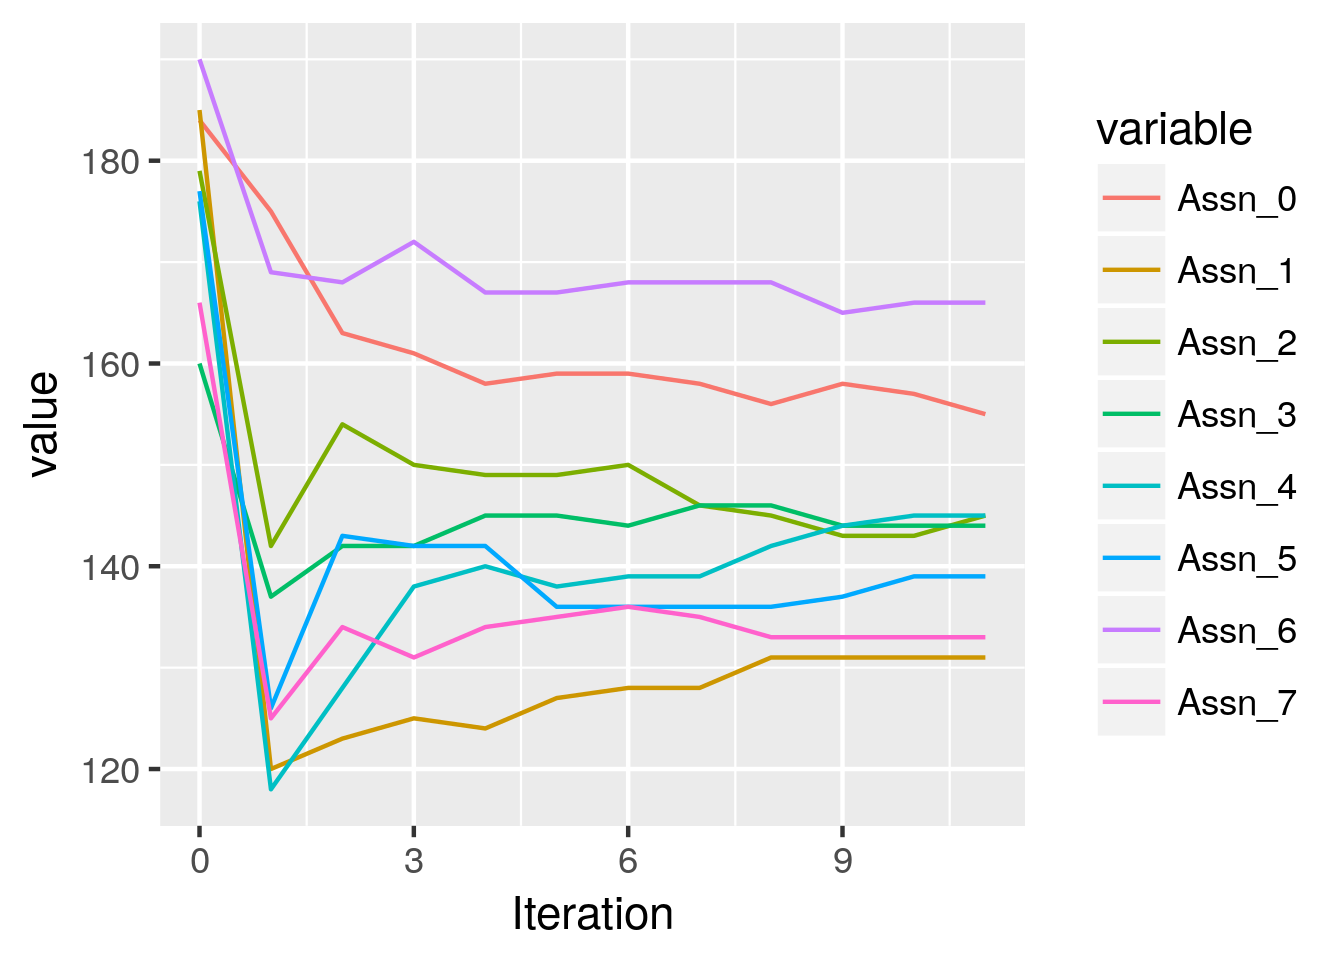 180
160
140
120
value
0 3 6 9
Iteration
variable
Assn_0
Assn_1
Assn_2
Assn_3
Assn_4
Assn_5
Assn_6
Assn_7